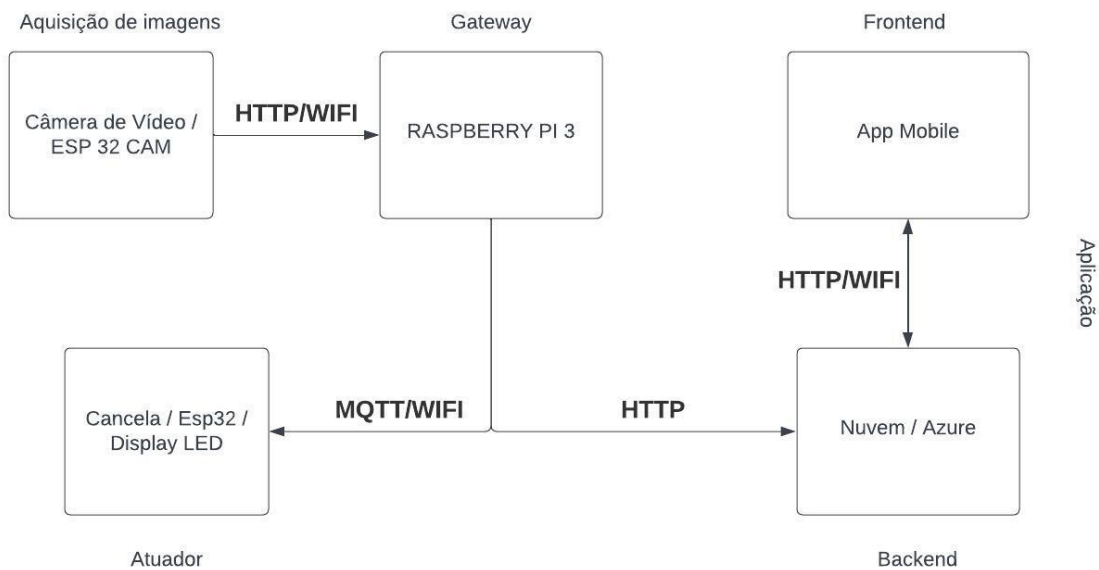 Aquisição de imagens
Gateway
Frontend
Câmera de Vídeo /
ESP 32 CAM
HTTP/WIFI
RASPBERRY PI 3
App Mobile
HTTP/WIFI
Aplicação
Cancela / Esp32 /
Display LED
MQTT/WIFI
HTTP
Nuvem / Azure
Atuador
Backend